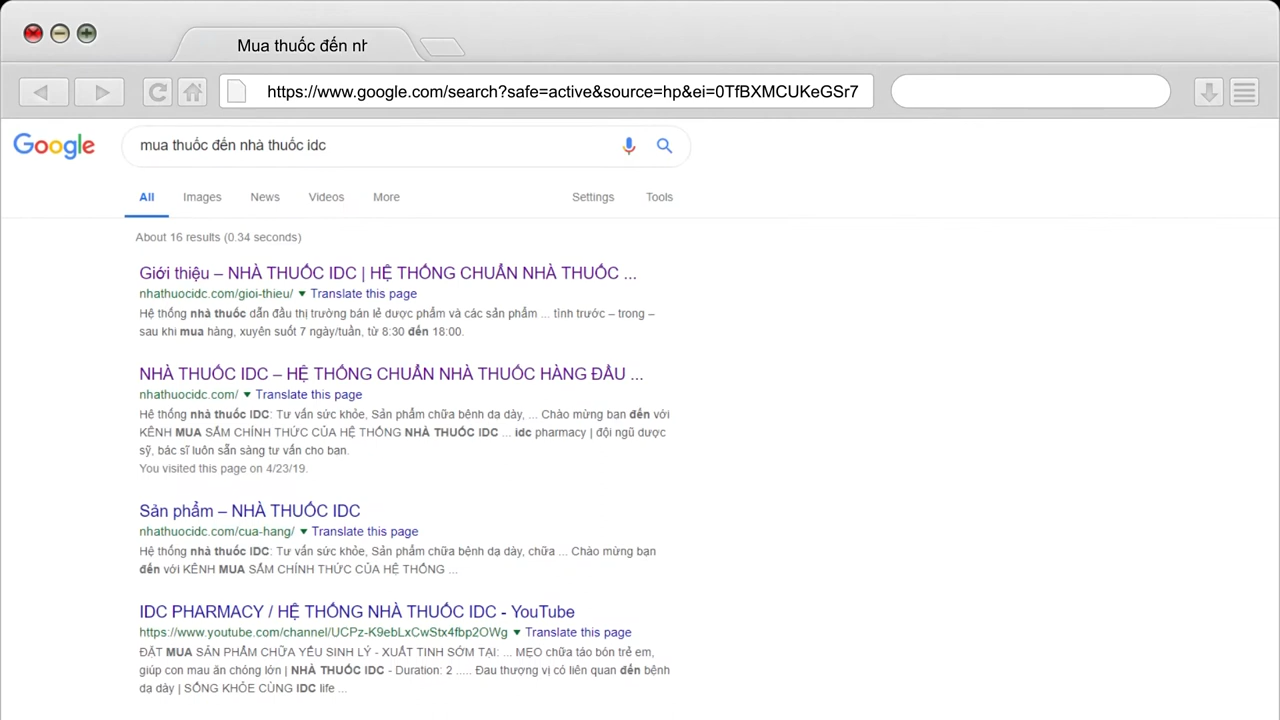 Mua thuốc đến nh
https://www.google.com/search?safe=active&source=hp&ei=0TfBXMCUKeGSr7
Google
mua thuốc đến nhà thuốc idc
All Images News Videos More Settings Tools
About 16 results (0.34 seconds)
Giới thiệu – NHÀ THUỐC IDC | HỆ THỐNG CHUẨN NHÀ THUỐC ...
nhathuocidc.com/gioi-thieu/ ▼ Translate this page
Hệ thống nhà thuốc dẫn đầu thị trường bán lẻ dược phẩm và các sản phẩm ... tình trước – trong –
sau khi mua hàng, xuyên suốt 7 ngày/tuần, từ 8:30 đến 18:00.
NHÀ THUỐC IDC – HỆ THỐNG CHUẨN NHÀ THUỐC HÀNG ĐẦU ...
nhathuocidc.com/ ▼ Translate this page
Hệ thống nhà thuốc IDC: Tư vấn sức khỏe, Sản phẩm chữa bệnh dạ dày, ... Chào mừng bạn đến với
KÊNH MUA SẮM CHÍNH THỨC CỦA HỆ THỐNG NHÀ THUỐC IDC ... idc pharmacy | đội ngũ dược
sỹ, bác sĩ luôn sẵn sàng tư vấn cho bạn.
You visited this page on 4/23/19.
Sản phẩm – NHÀ THUỐC IDC
nhathuocidc.com/cua-hang/ ▼ Translate this page
Hệ thống nhà thuốc IDC: Tư vấn sức khỏe, Sản phẩm chữa bệnh dạ dày, chữa ... Chào mừng bạn
đến với KÊNH MUA SẮM CHÍNH THỨC CỦA HỆ THỐNG ...
IDC PHARMACY / HỆ THỐNG NHÀ THUỐC IDC - YouTube
https://www.youtube.com/channel/UCPz-K9ebLxCwStx4fbp2OWg ▼ Translate this page
ĐẶT MUA SẢN PHẨM CHỮA YẾU SINH LÝ - XUẤT TINH SỚM TẠI: ... MẸO chữa táo bón trẻ em,
giúp con mau ăn chóng lớn | NHÀ THUỐC IDC - Duration: 2 ..... Đau thượng vị có liên quan đến bệnh
dạ dày | SỐNG KHỎE CÙNG IDC life ...